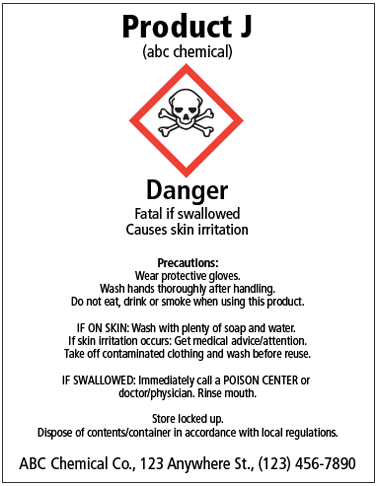 Product J
(abc chemical)
Danger
Fatal if swallowed
Causes skin irritation
Precautions:
Wear protective gloves.
Wash hands thoroughly after handling.
Do not eat, drink or smoke when using this product.
IF ON SKIN: Wash with plenty of soap and water.
If skin irritation occurs: Get medical advice/attention.
Take off contaminated clothing and wash before reuse.
IF SWALLOWED: Immediately call a POISON CENTER or
doctor/physician. Rinse mouth.
Store locked up.
Dispose of contents/container in accordance with local regulations.
ABC Chemical Co., 123 Anywhere St., (123) 456-7890